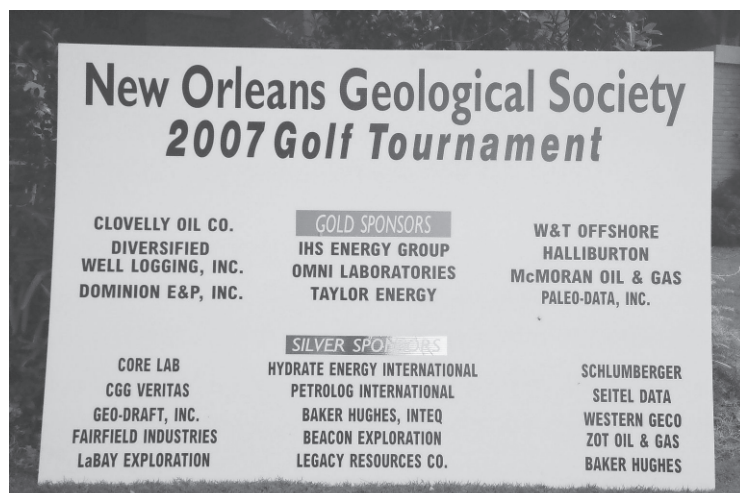 New Orleans Geological Society
2007 Golf Tournament
GOLD SPONSORS
CLOVELLY OIL CO.
DIVERSIFIED
WELL LOGGING, INC.
DOMINION E&P, INC.
IHS ENERGY GROUP
OMNI LABORATORIES
TAYLOR ENERGY
W&T OFFSHORE
HALLIBURTON
McMORAN OIL & GAS
PALEO-DATA, INC.
SILVER SPONSORS
CORE LAB
CGG VERITAS
GEO-DRAFT, INC.
FAIRFIELD INDUSTRIES
LaBAY EXPLORATION
HYDRATE ENERGY INTERNATIONAL
PETROLOG INTERNATIONAL
BAKER HUGHES, INTEQ
BEACON EXPLORATION
LEGACY RESOURCES CO.
SCHLUMBERGER
SEITEL DATA
WESTERN GECO
ZOT OIL & GAS
BAKER HUGHES